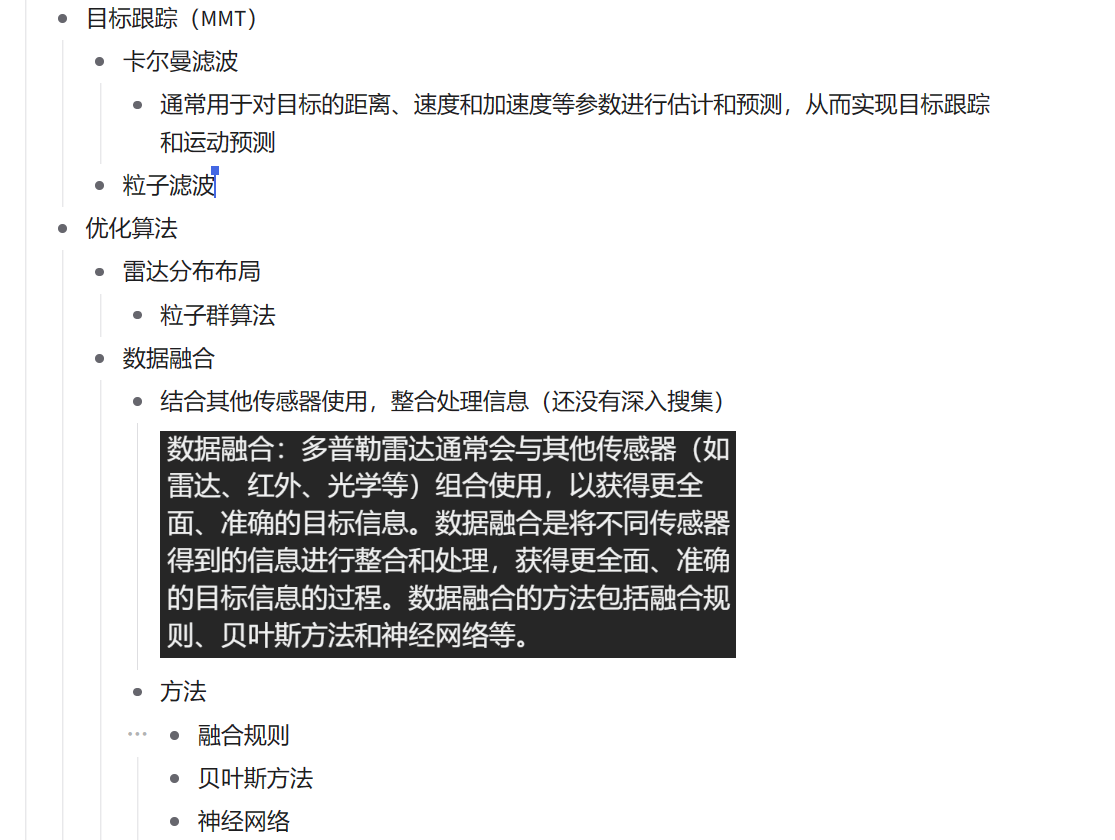 目标跟踪（MMT）
卡尔曼滤波
通常用于对目标的距离、速度和加速度等参数进行估计和预测，从而实现目标跟踪
和运动预测
粒子滤波
优化算法
雷达分布布局
粒子群算法
数据融合
结合其他传感器使用，整合处理信息（还没有深入搜集）
数据融合：多普勒雷达通常会与其他传感器（如
雷达、红外、光学等）组合使用，以获得更全
面、准确的目标信息。数据融合是将不同传感器
得到的信息进行整合和处理，获得更全面、准确
的目标信息的过程。数据融合的方法包括融合规
则、贝叶斯方法和神经网络等。
方法
融合规则
贝叶斯方法
神经网络